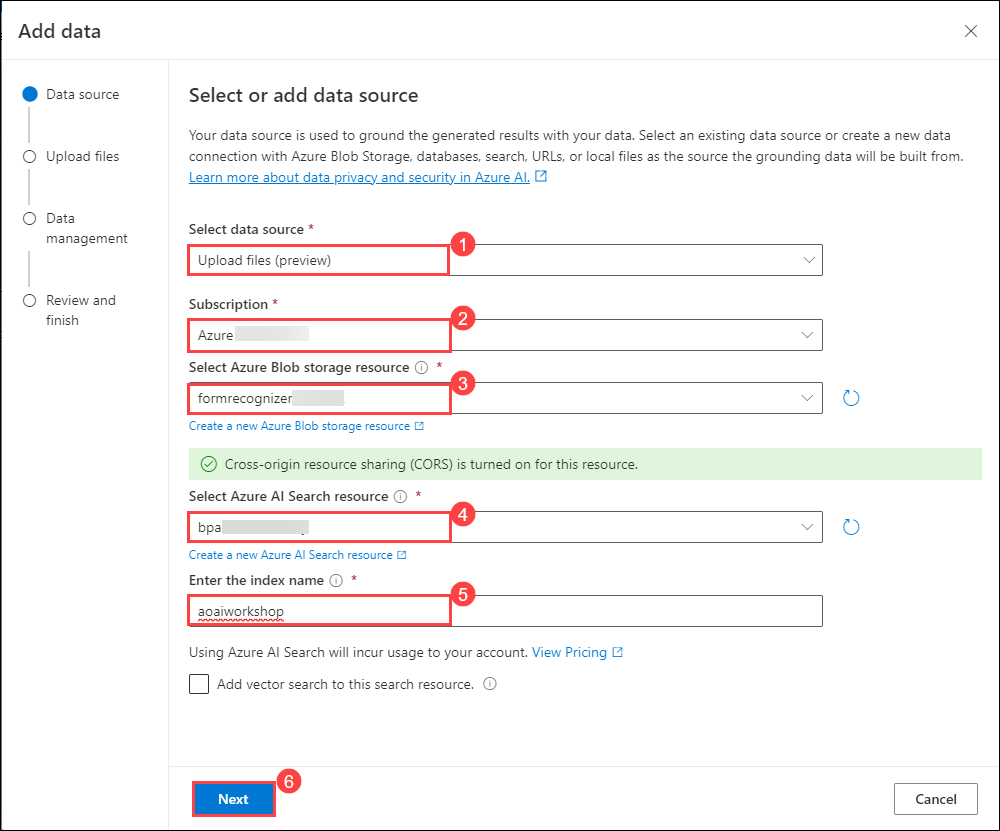 Add data
Data source
Upload files
Data
management
Review and
finish
Select or add data source
Your data source is used to ground the generated results with your data. Select an existing data source or create a new data
connection with Azure Blob Storage, databases, search, URLs, or local files as the source the grounding data will be built from.
Learn more about data privacy and security in Azure AI.
Select data source *
1
Upload files (preview)
Subscription *
2
Azure
Select Azure Blob storage resource *
3
formrecognizer
Create a new Azure Blob storage resource
Cross-origin resource sharing (CORS) is turned on for this resource.
Select Azure AI Search resource *
4
bpa
Create a new Azure AI Search resource
Enter the index name *
5
aoaiworkshop
Using Azure AI Search will incur usage to your account. View Pricing
Add vector search to this search resource.
6
Next
Cancel